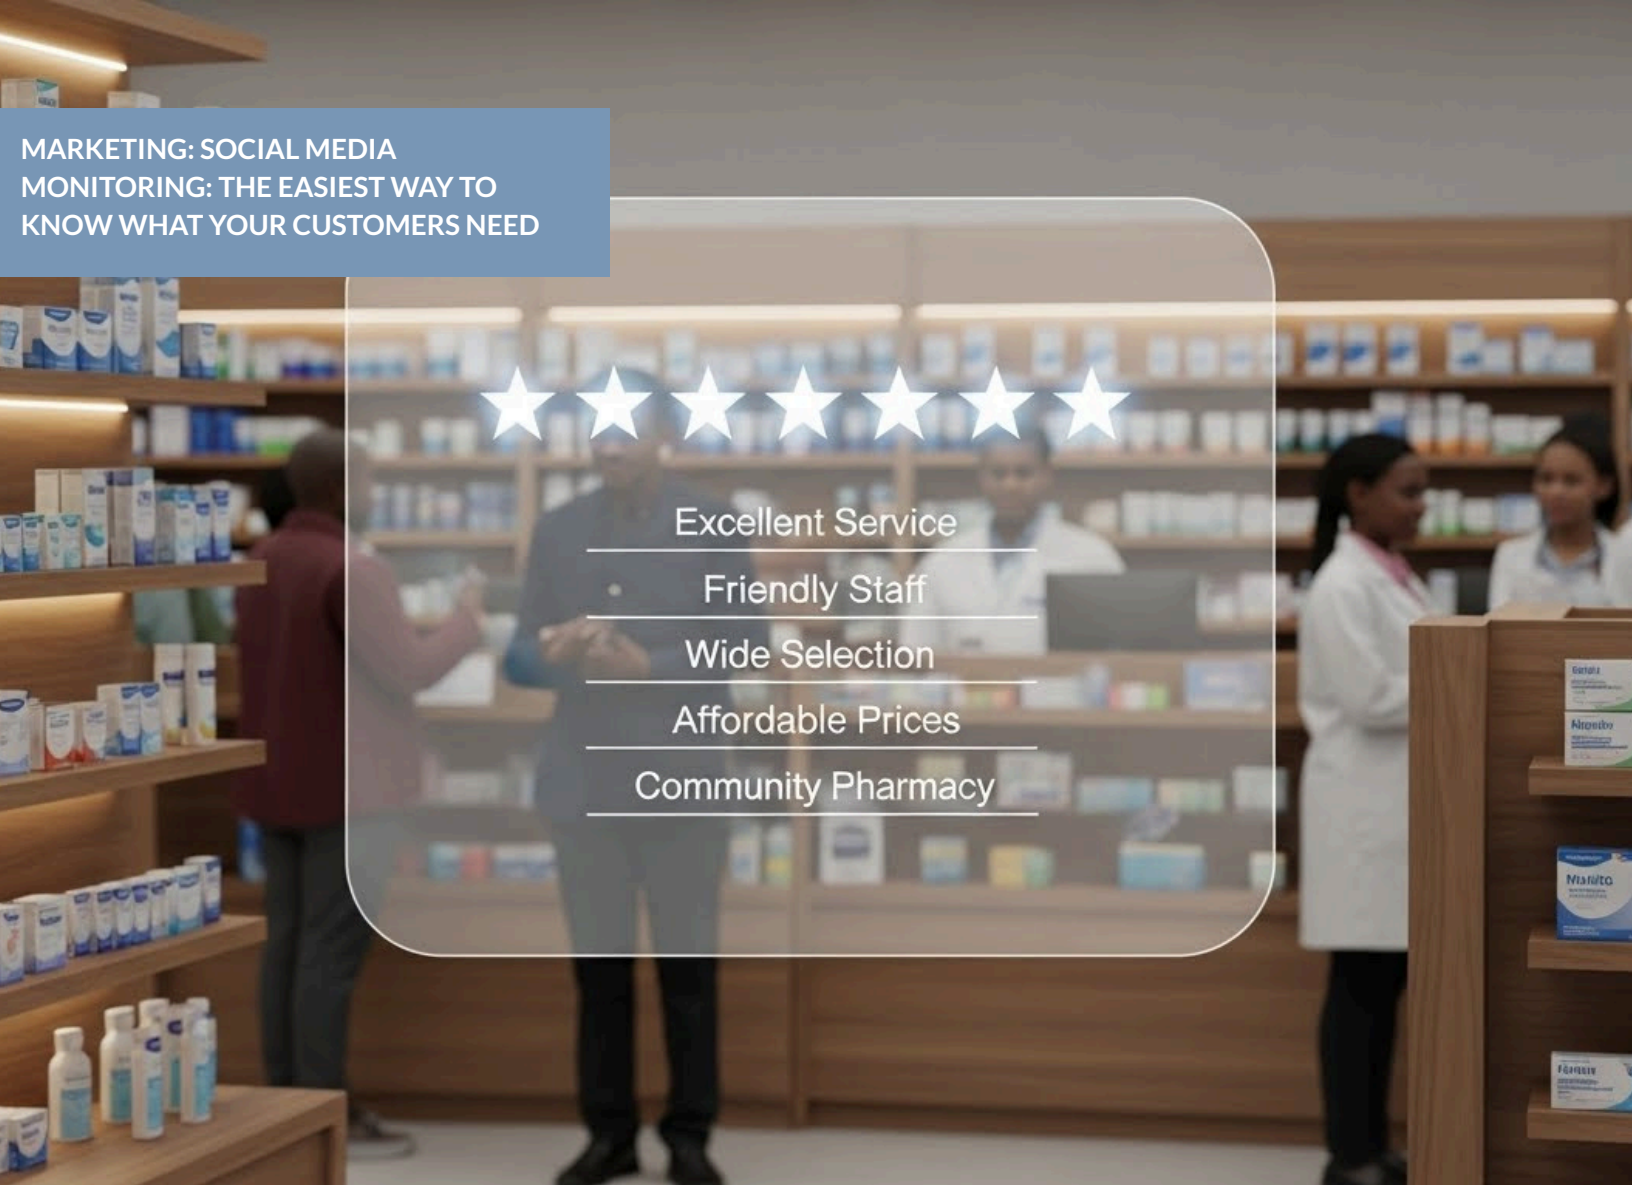 MARKETING: SOCIAL MEDIA
MONITORING: THE EASIEST WAY TO
KNOW WHAT YOUR CUSTOMERS NEED
Excellent Service
Friendly Staff
Wide Selection
Affordable Prices
Community Pharmacy